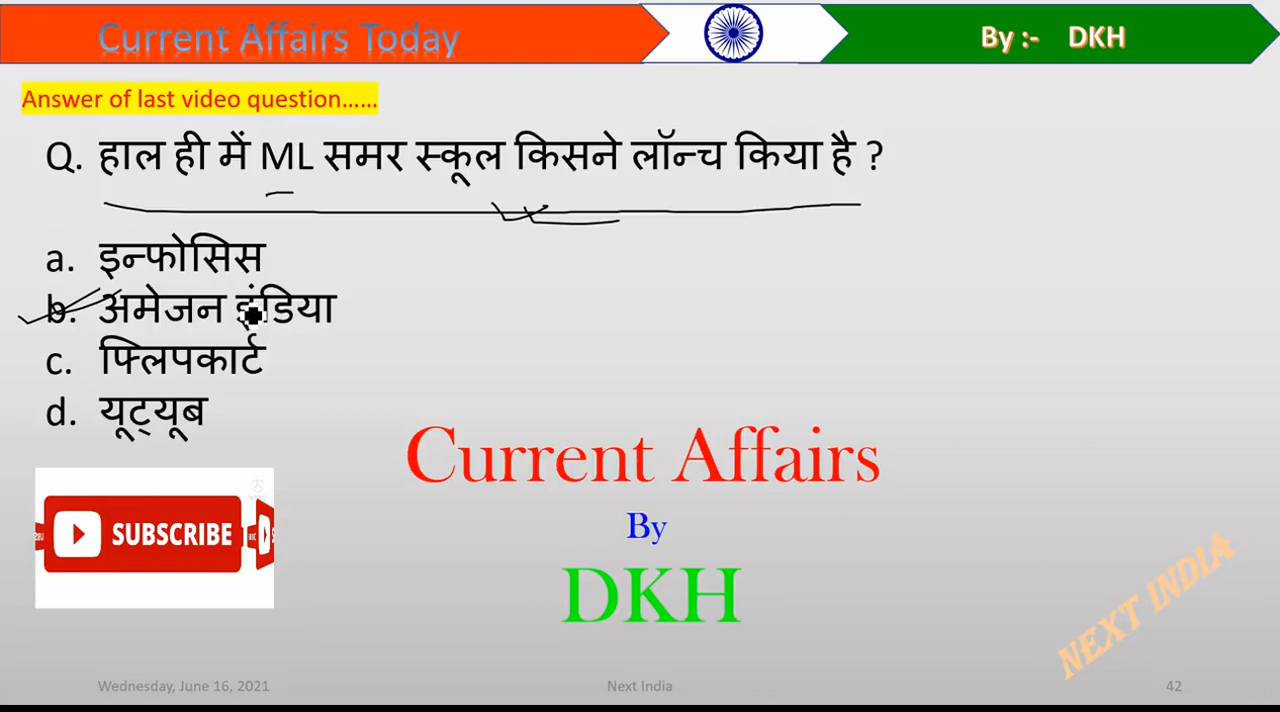 Current Affairs Today
By :- DKH
Answer of last video question......
Q. हाल ही में ML समर स्कूल किसने लॉन्च किया है ?
a. इन्फोसिस
b. अमेजन इंडिया
c. फ्लिपकार्ट
d. यूट्यूब
SUBSCRIBE
Current Affairs
By
DKH
NEXT INDIA
Wednesday, June 16, 2021
Next India
42